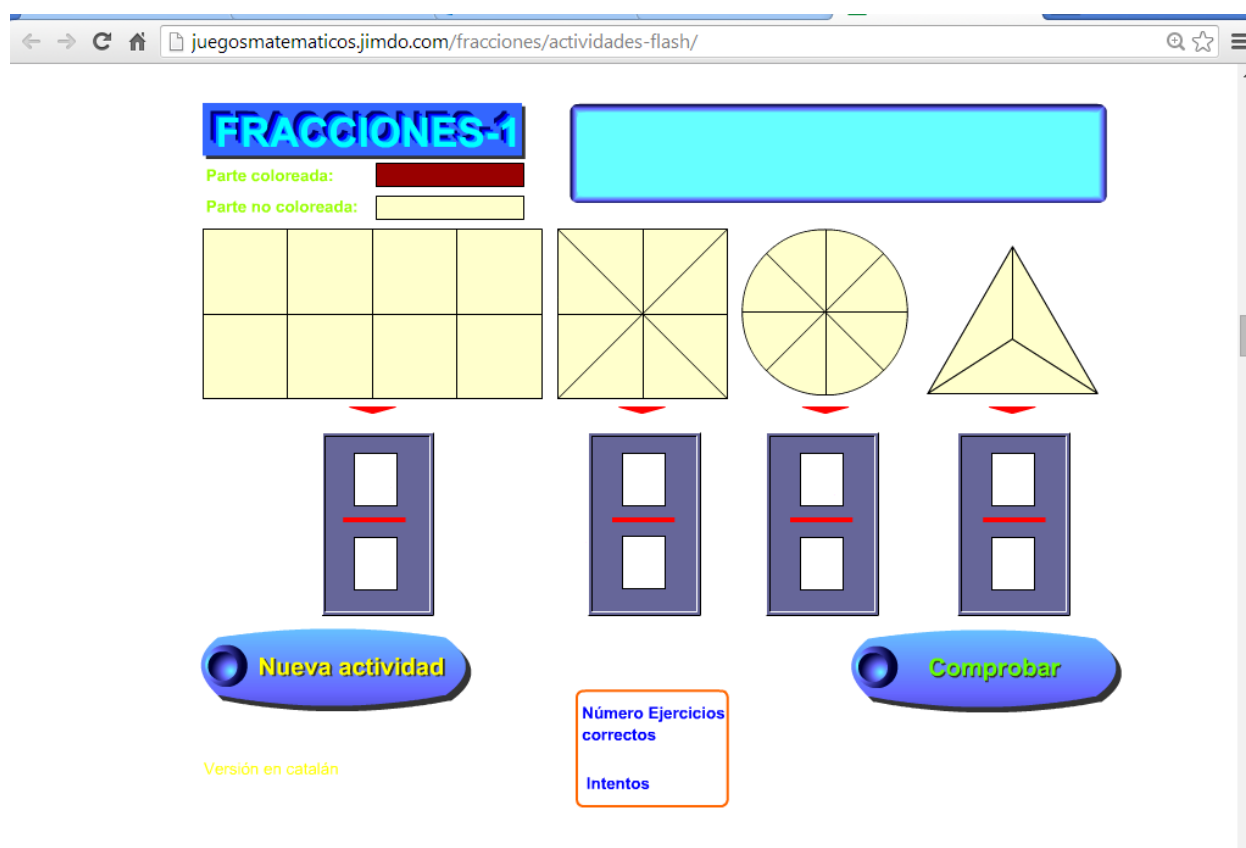 juegosmatematicos.jimdo.com/fracciones/actividades-flash/
FRACCIONES-1
Parte coloreada:
Parte no coloreada:
Nueva actividad
Comprobar
Número Ejercicios
correctos
Intentos
Versión en catalán